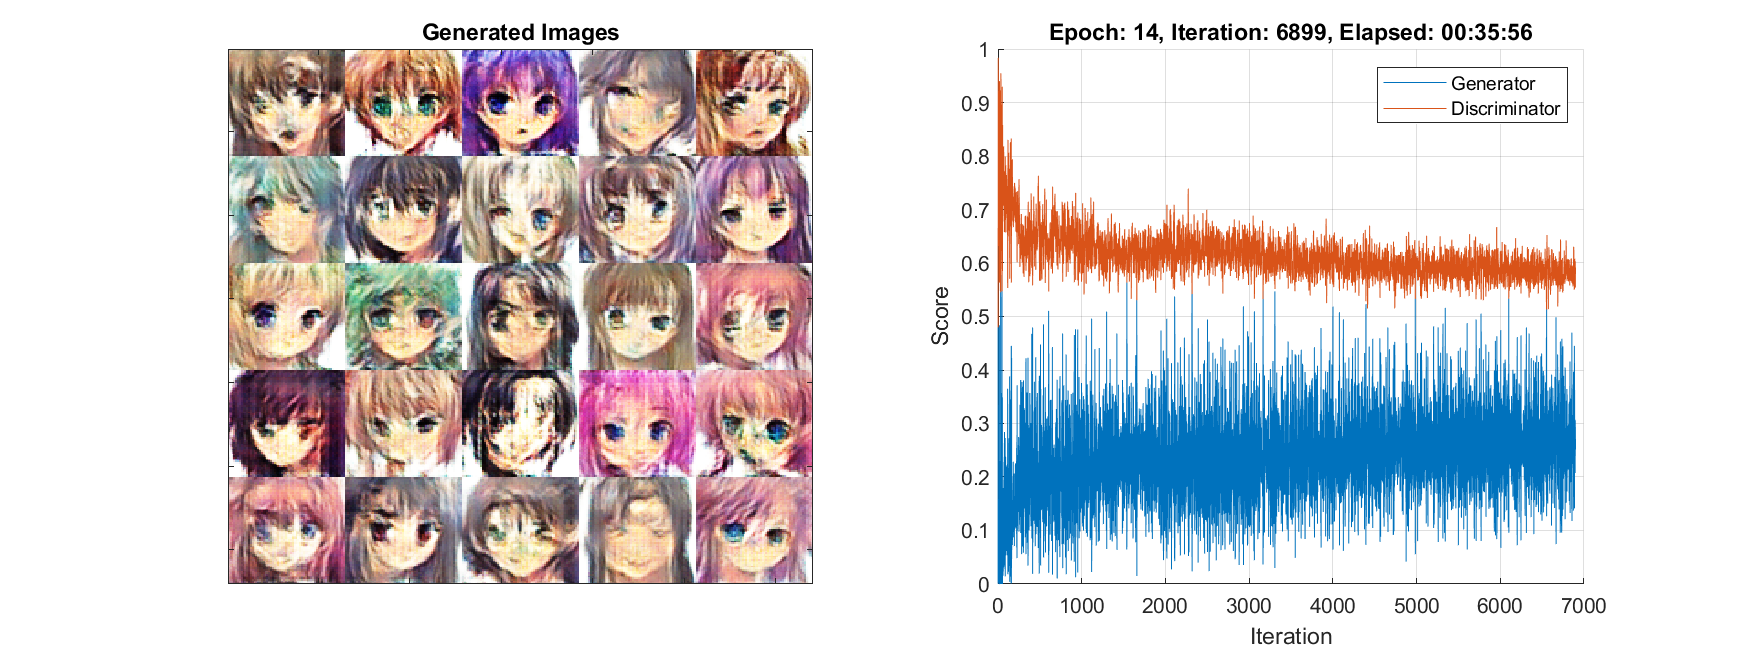 Generated Images
Epoch: 14, Iteration: 6899, Elapsed: 00:35:56
1
0.9
0.8
0.7
0.6
0.5
0.4
0.3
0.2
0.1
0
Score
Generator
Discriminator
0 1000 2000 3000 4000 5000 6000 7000
Iteration